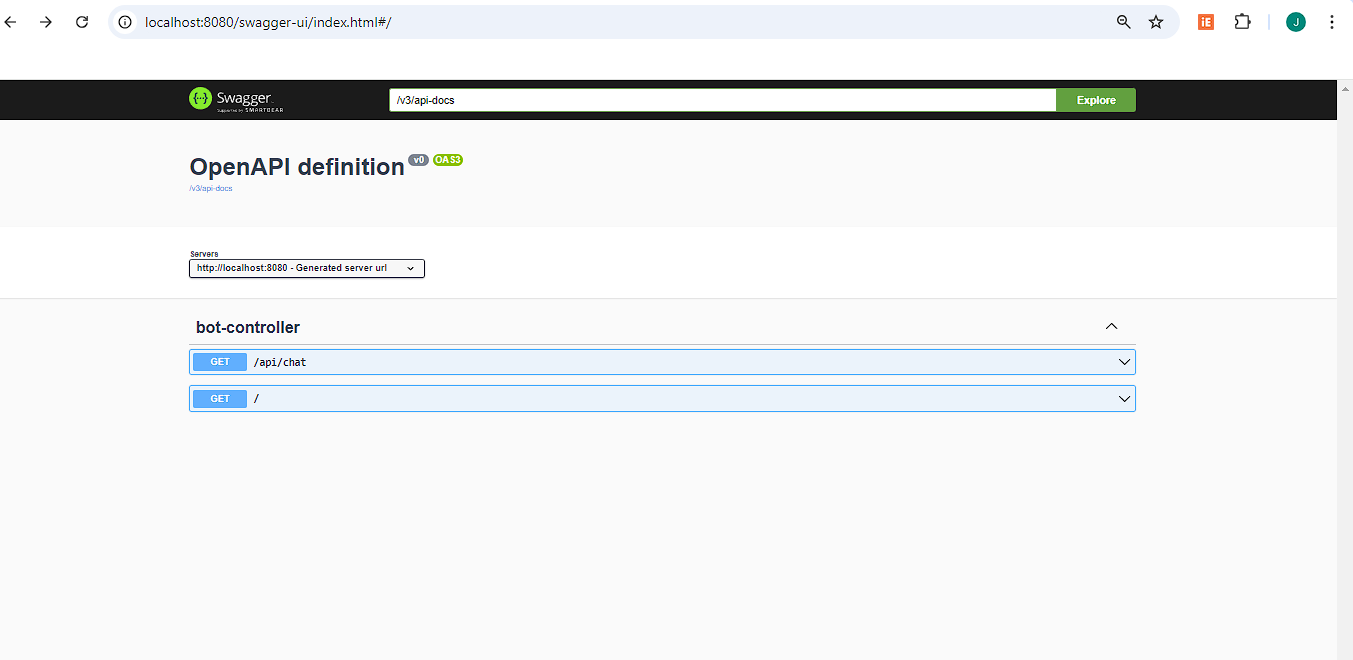 localhost:8080/swagger-ui/index.html#/
iE
J
{···} Swagger
Supported by SMARTBEAR
/v3/api-docs
Explore
OpenAPI definition v0 OAS3
/v3/api-docs
Servers
http://localhost:8080 - Generated server url
bot-controller
GET /api/chat
GET /